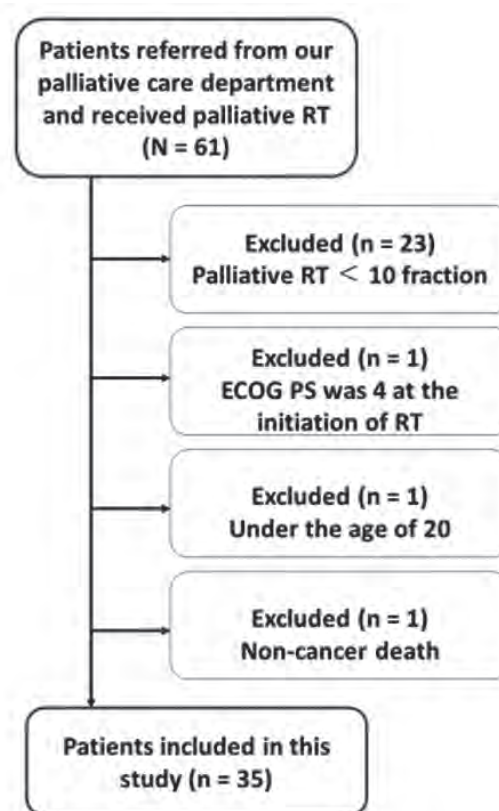 Patients referred from our
palliative care department
and received palliative RT
(N = 61)
Excluded (n = 23)
Palliative RT < 10 fraction
Excluded (n = 1)
ECOG PS was 4 at the
initiation of RT
Excluded (n = 1)
Under the age of 20
Excluded (n = 1)
Non-cancer death
Patients included in this
study (n = 35)